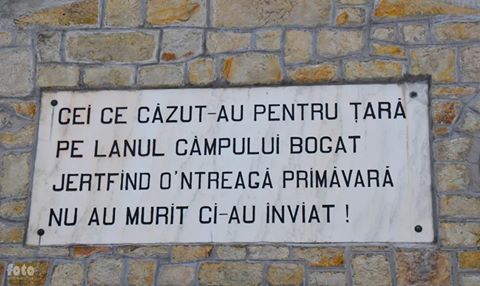 CEI CE CĂZUT-AU PENTRU ȚARĂ
PE LANUL CÂMPULUI BOGAT
JERTFIND O'NTREAGĂ PRIMĂVARĂ
NU AU MURIT CI-AU ÎNVIAT !
foto